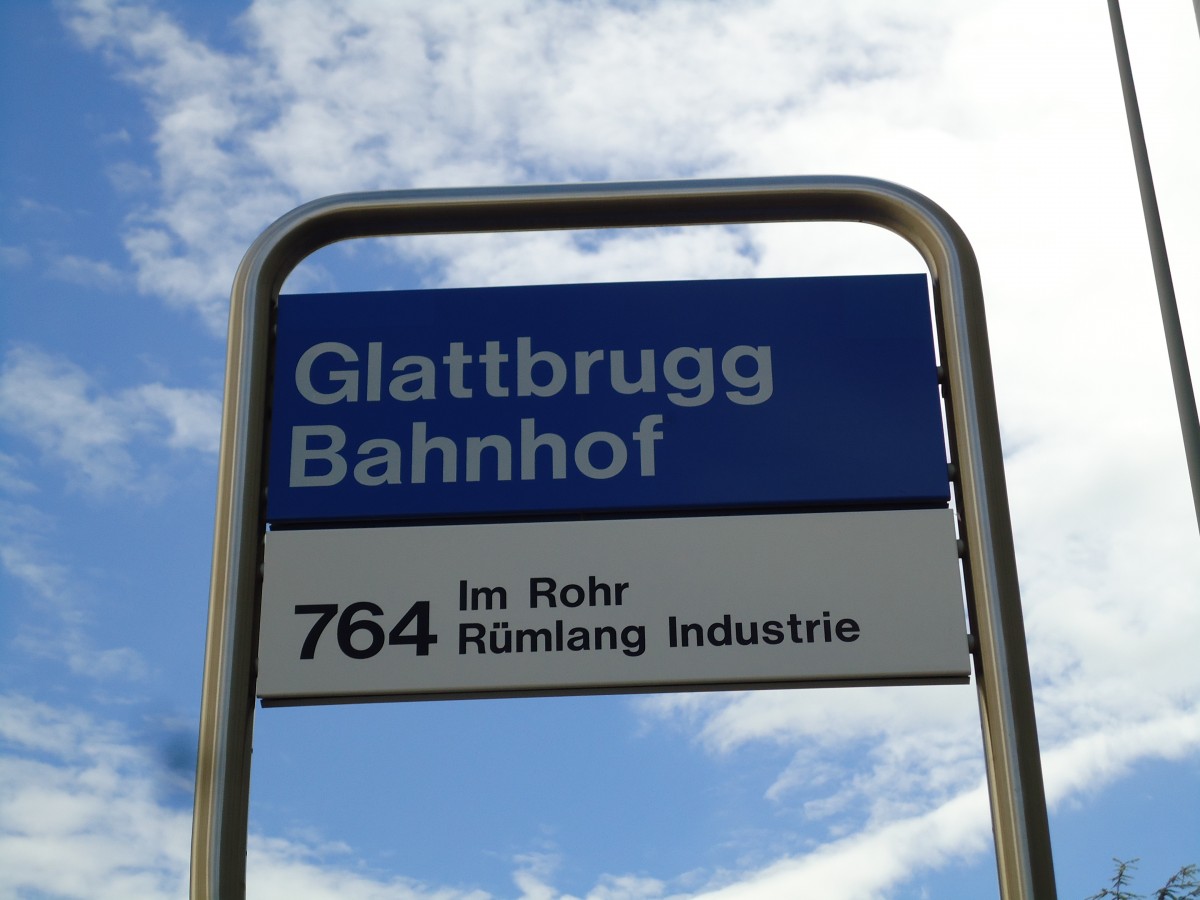 Glattbrugg
Bahnhof
764 Im Rohr
Rümlang Industrie